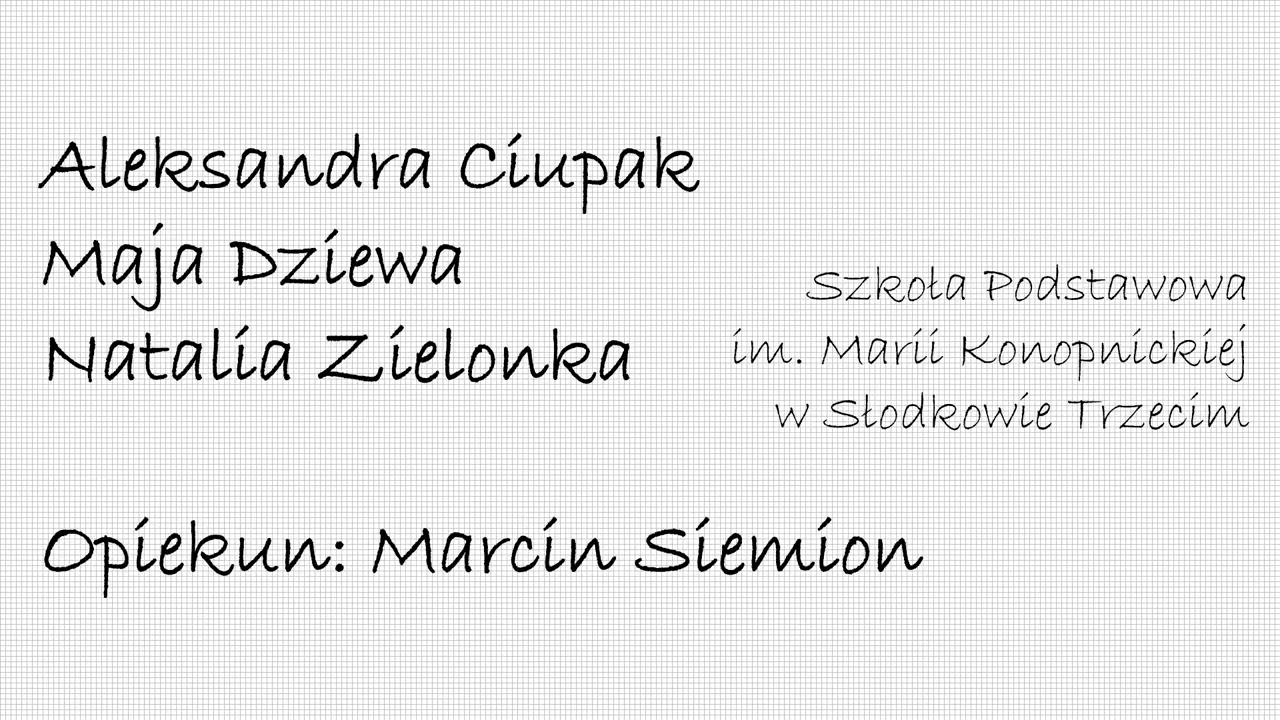 Aleksandra Ciupak
Maja Dziewa
Natalia Zielonka
Szkoła Podstawowa
im. Marii Konopnickiej
w Słodkowie Trzecim
Opiekun: Marcin Siemion